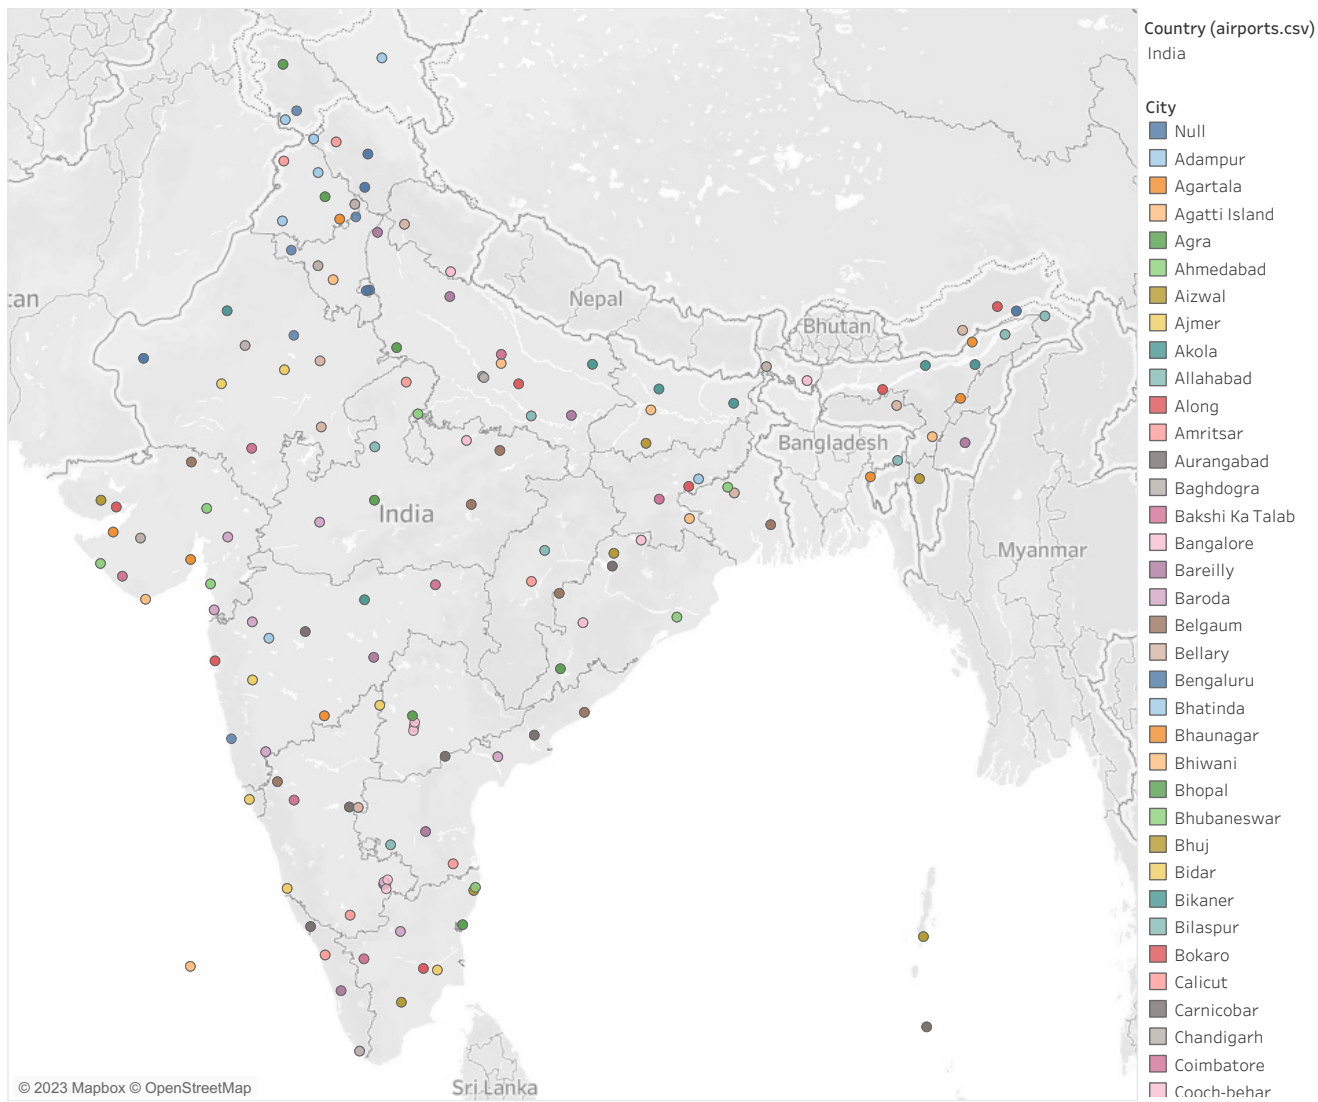 Country (airports.csv)
India
City
Null
Adampur
Agartala
Agatti Island
Agra
Ahmedabad
Aizwal
Ajmer
Akola
Allahabad
Along
Amritsar
Aurangabad
Baghdogra
Bakshi Ka Talab
Bangalore
Bareilly
Baroda
Belgaum
Bellary
Bengaluru
Bhatinda
Bhaunagar
Bhiwani
Bhopal
Bhubaneswar
Bhuj
Bidar
Bikaner
Bilaspur
Bokaro
Calicut
Carnicobar
Chandigarh
Coimbatore
Cooch-behar
tan
Nepal
Bhutan
Bangladesh
India
Myanmar
Sri Lanka
© 2023 Mapbox © OpenStreetMap